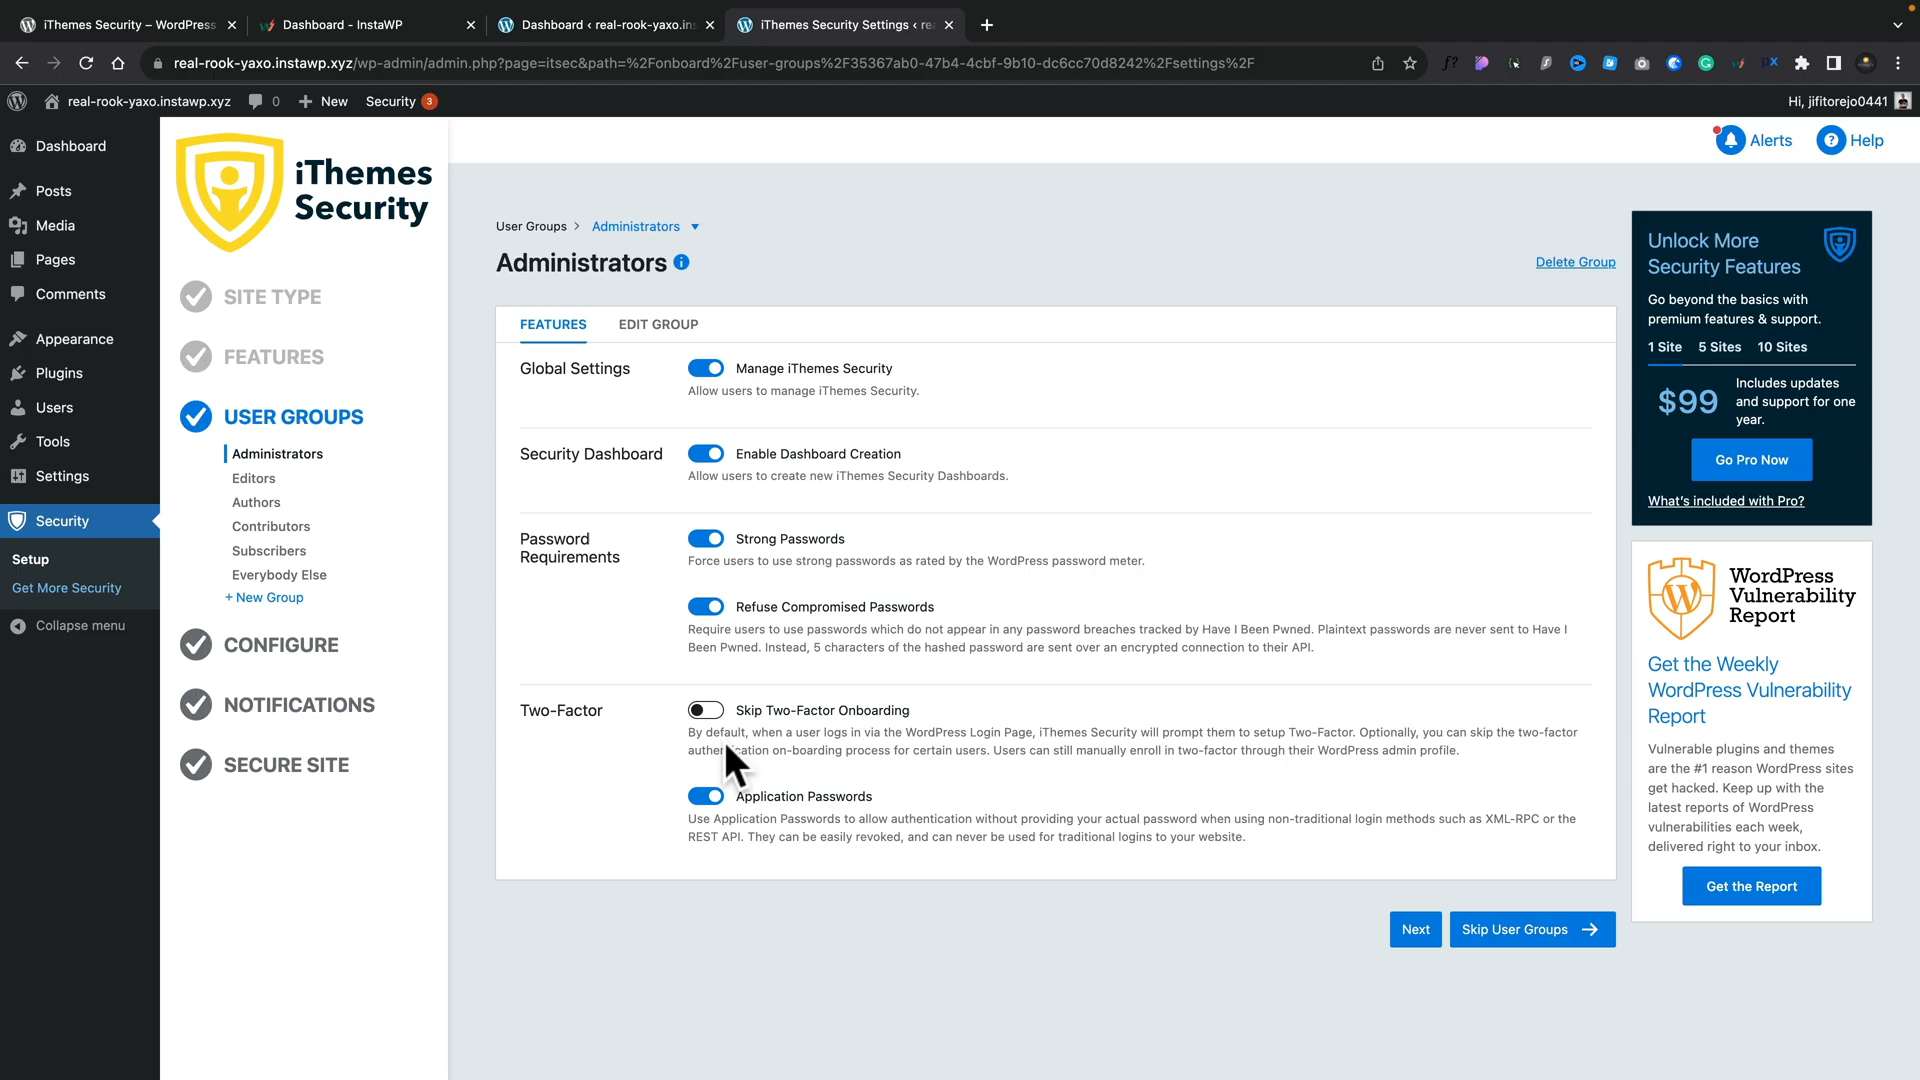 iThemes Security – WordPress
Dashboard - InstaWP
Dashboard ‹ real-rook-yaxo.ins
iThemes Security Settings ‹ rea
real-rook-yaxo.instawp.xyz/wp-admin/admin.php?page=itsec&path=%2Fonboard%2Fuser-groups%2F35367ab0-47b4-4cbf-9b10-dc6cc70d8242%2Fsettings%2F
real-rook-yaxo.instawp.xyz
0
New
Security 3
Hi, jifitorejo0441
Dashboard
Posts
Media
Pages
Comments
Appearance
Plugins
Users
Tools
Settings
Security
Setup
Get More Security
Collapse menu
iThemes
Security
SITE TYPE
FEATURES
USER GROUPS
Administrators
Editors
Authors
Contributors
Subscribers
Everybody Else
+ New Group
CONFIGURE
NOTIFICATIONS
SECURE SITE
Alerts
Help
User Groups > Administrators
Administrators
Delete Group
FEATURES
EDIT GROUP
Global Settings
Manage iThemes Security
Allow users to manage iThemes Security.
Security Dashboard
Enable Dashboard Creation
Allow users to create new iThemes Security Dashboards.
Password
Requirements
Strong Passwords
Force users to use strong passwords as rated by the WordPress password meter.
Refuse Compromised Passwords
Require users to use passwords which do not appear in any password breaches tracked by Have I Been Pwned. Plaintext passwords are never sent to Have I
Been Pwned. Instead, 5 characters of the hashed password are sent over an encrypted connection to their API.
Two-Factor
Skip Two-Factor Onboarding
By default, when a user logs in via the WordPress Login Page, iThemes Security will prompt them to setup Two-Factor. Optionally, you can skip the two-factor
authentication on-boarding process for certain users. Users can still manually enroll in two-factor through their WordPress admin profile.
Application Passwords
Use Application Passwords to allow authentication without providing your actual password when using non-traditional login methods such as XML-RPC or the
REST API. They can be easily revoked, and can never be used for traditional logins to your website.
Next
Skip User Groups
Unlock More
Security Features
Go beyond the basics with
premium features & support.
1 Site 5 Sites 10 Sites
$99
Includes updates
and support for one
year.
Go Pro Now
What's included with Pro?
WordPress
Vulnerability
Report
Get the Weekly
WordPress Vulnerability
Report
Vulnerable plugins and themes
are the #1 reason WordPress sites
get hacked. Keep up with the
latest reports of WordPress
vulnerabilities each week,
delivered right to your inbox.
Get the Report